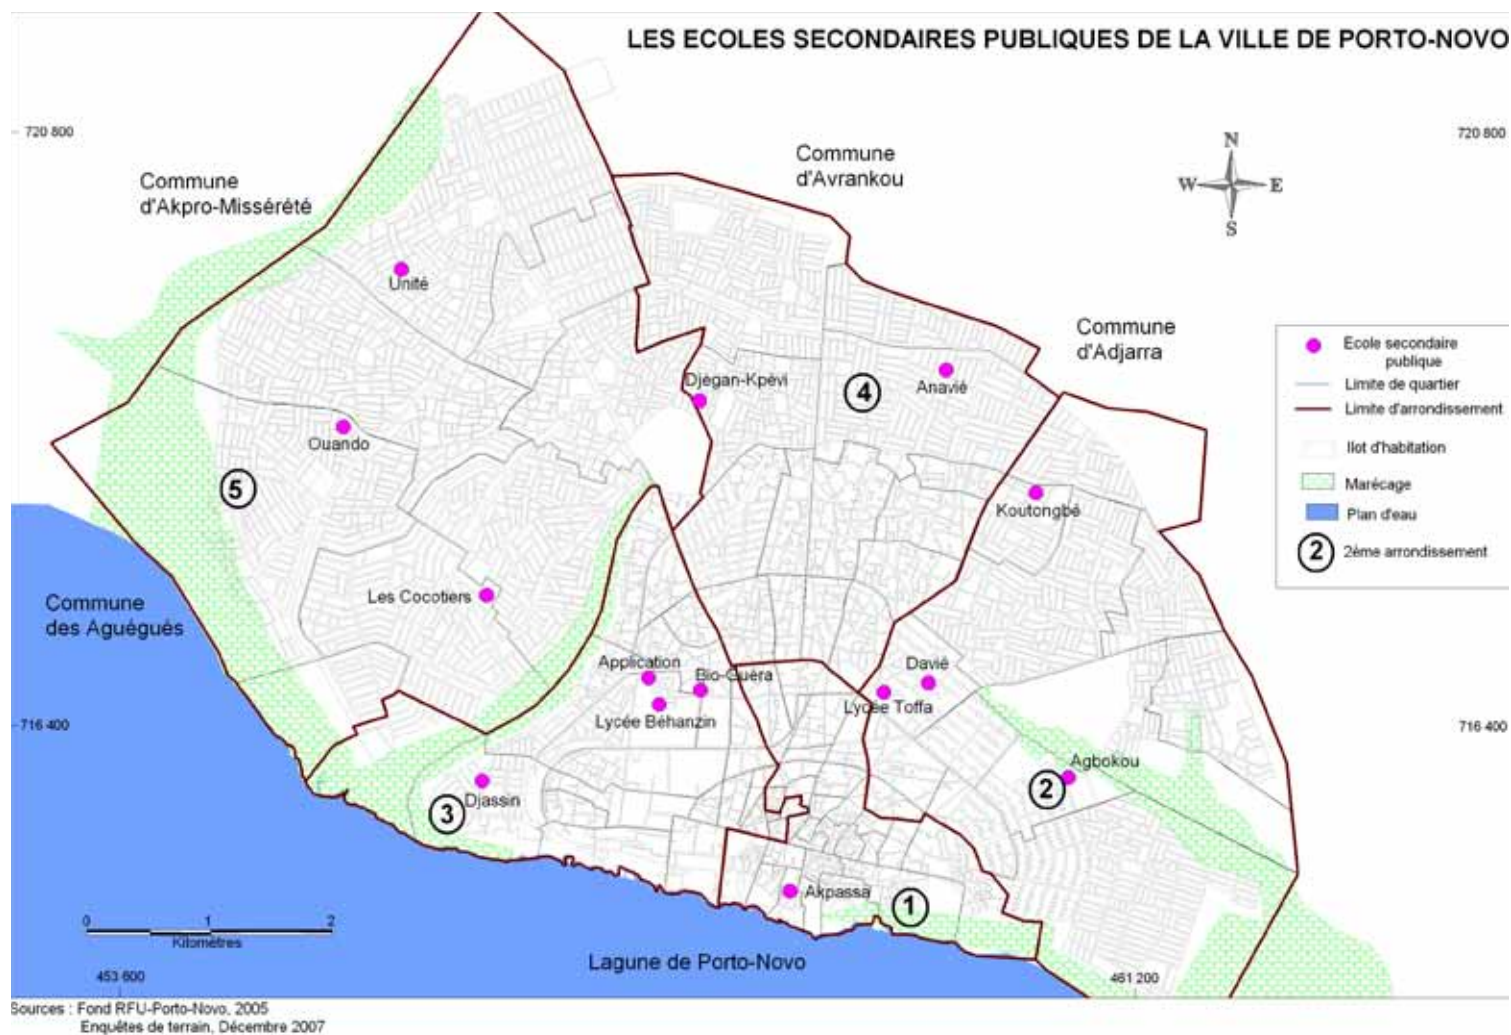 LES ECOLES SECONDAIRES PUBLIQUES DE LA VILLE DE PORTO-NOVO
720 800
720 800
Commune
d'Avrankou
N
W
E
S
Commune
d'Akpro-Missérété
Unité
Commune
d'Adjarra
Ecole secondaire
publique
Limite de quartier
Limite d'arrondissement
Ilot d'habitation
Marécage
Plan d'eau
2
2ème arrondissement
Djègan-Kpèvi
4
Anavié
Ouando
5
Koutongbé
Les Cocotiers
Commune
des Aguégués
Application
Bio-Guéra
Lycée Béhanzin
Davié
Lycée Toffa
716 400
716 400
Agbokou
2
Djassin
3
Akpassa
1
0 1 2
Kilomètres
Lagune de Porto-Novo
453 600
461 200
Sources : Fond RFU-Porto-Novo, 2005
Enquêtes de terrain, Décembre 2007